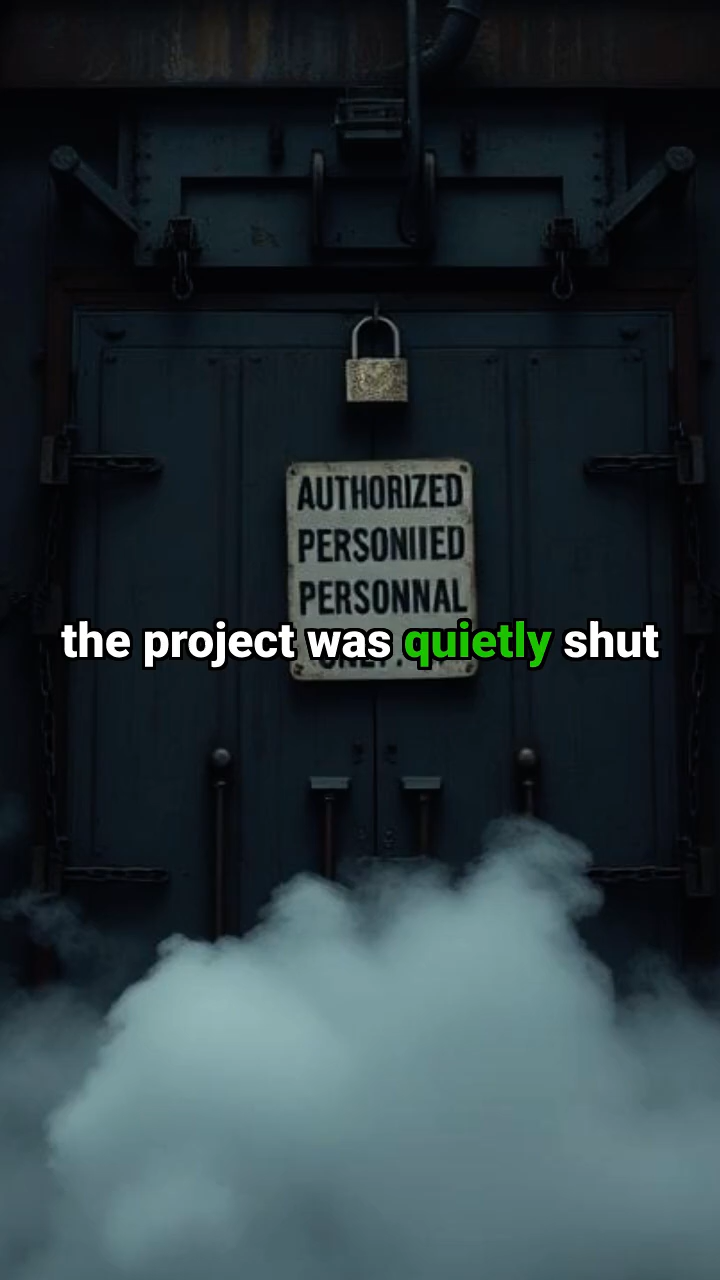 AUTHORIZED
PERSONIIED
PERSONNAL
the project was quietly shut